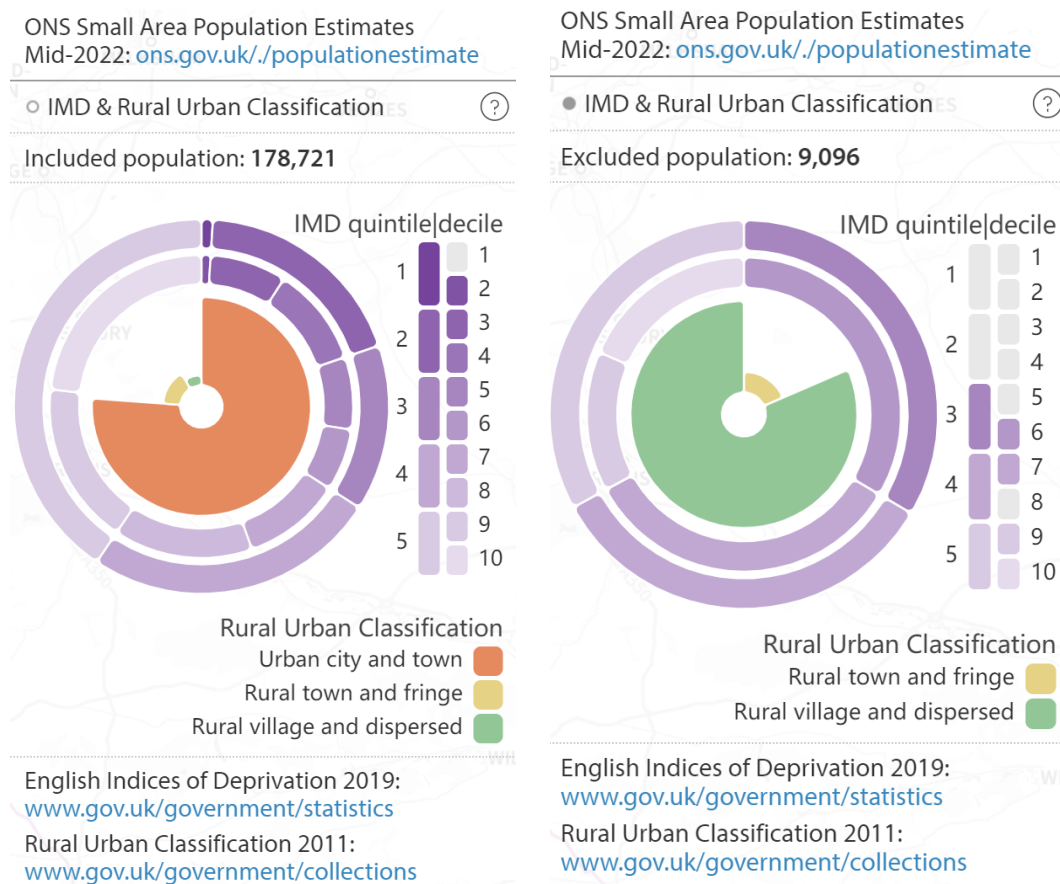 ONS Small Area Population Estimates
Mid-2022: ons.gov.uk/./populationestimate
IMD & Rural Urban Classification ?
Included population: 178,721
IMD quintile|decile
1
2
3
4
5
1
2
3
4
5
6
7
8
9
10
Rural Urban Classification
Urban city and town
Rural town and fringe
Rural village and dispersed
English Indices of Deprivation 2019:
www.gov.uk/government/statistics
Rural Urban Classification 2011:
www.gov.uk/government/collections
ONS Small Area Population Estimates
Mid-2022: ons.gov.uk/./populationestimate
IMD & Rural Urban Classification ?
Excluded population: 9,096
IMD quintile|decile
1
2
3
4
5
1
2
3
4
5
6
7
8
9
10
Rural Urban Classification
Rural town and fringe
Rural village and dispersed
English Indices of Deprivation 2019:
www.gov.uk/government/statistics
Rural Urban Classification 2011:
www.gov.uk/government/collections